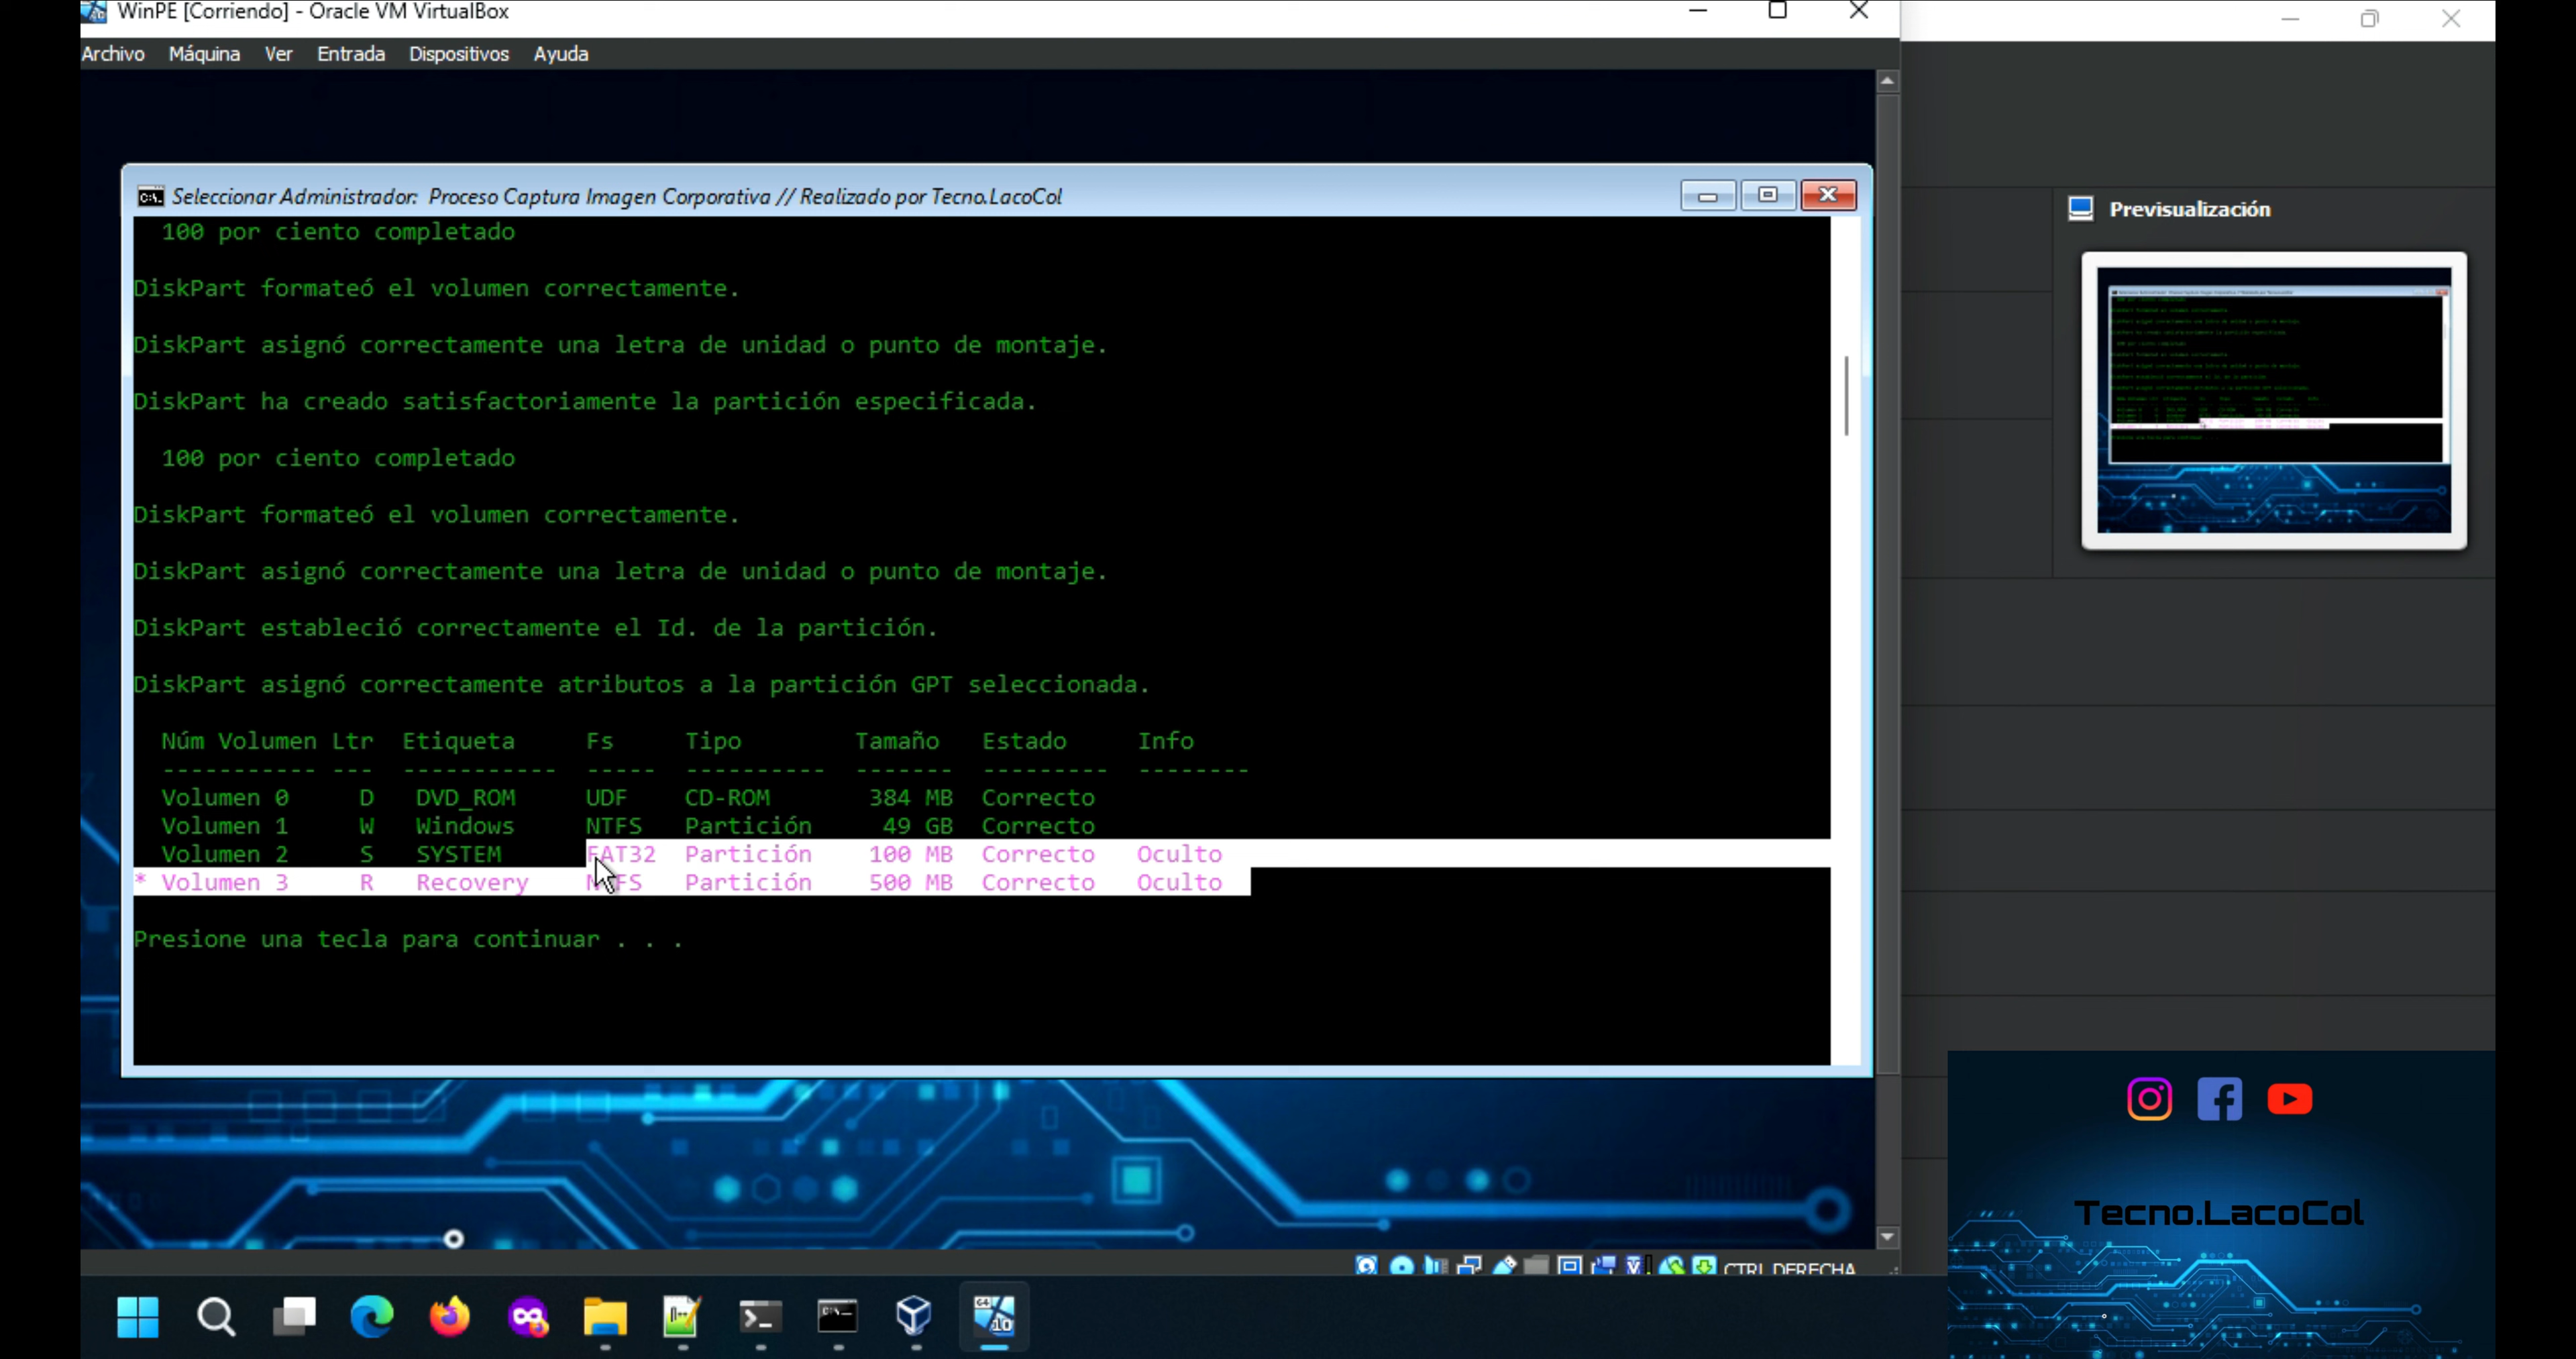 WinPE [Corriendo] - Oracle VM VirtualBox
Archivo Máquina Ver Entrada Dispositivos Ayuda
Seleccionar Administrador: Proceso Captura Imagen Corporativa // Realizado por Tecno.LacoCol
100 por ciento completado
DiskPart formateó el volumen correctamente.
DiskPart asignó correctamente una letra de unidad o punto de montaje.
DiskPart ha creado satisfactoriamente la partición especificada.
100 por ciento completado
DiskPart formateó el volumen correctamente.
DiskPart asignó correctamente una letra de unidad o punto de montaje.
DiskPart estableció correctamente el Id. de la partición.
DiskPart asignó correctamente atributos a la partición GPT seleccionada.
Núm Volumen Ltr Etiqueta Fs Tipo Tamaño Estado Info
----------- --- ----------- ----- ---------- ------- --------- --------
Volumen 0 D DVD_ROM UDF CD-ROM 384 MB Correcto
Volumen 1 W Windows NTFS Partición 49 GB Correcto
Volumen 2 S SYSTEM FAT32 Partición 100 MB Correcto Oculto
* Volumen 3 R Recovery NTFS Partición 500 MB Correcto Oculto
Presione una tecla para continuar . . .
Previsualización
CTRL DERECHA
Tecno.LacoCol